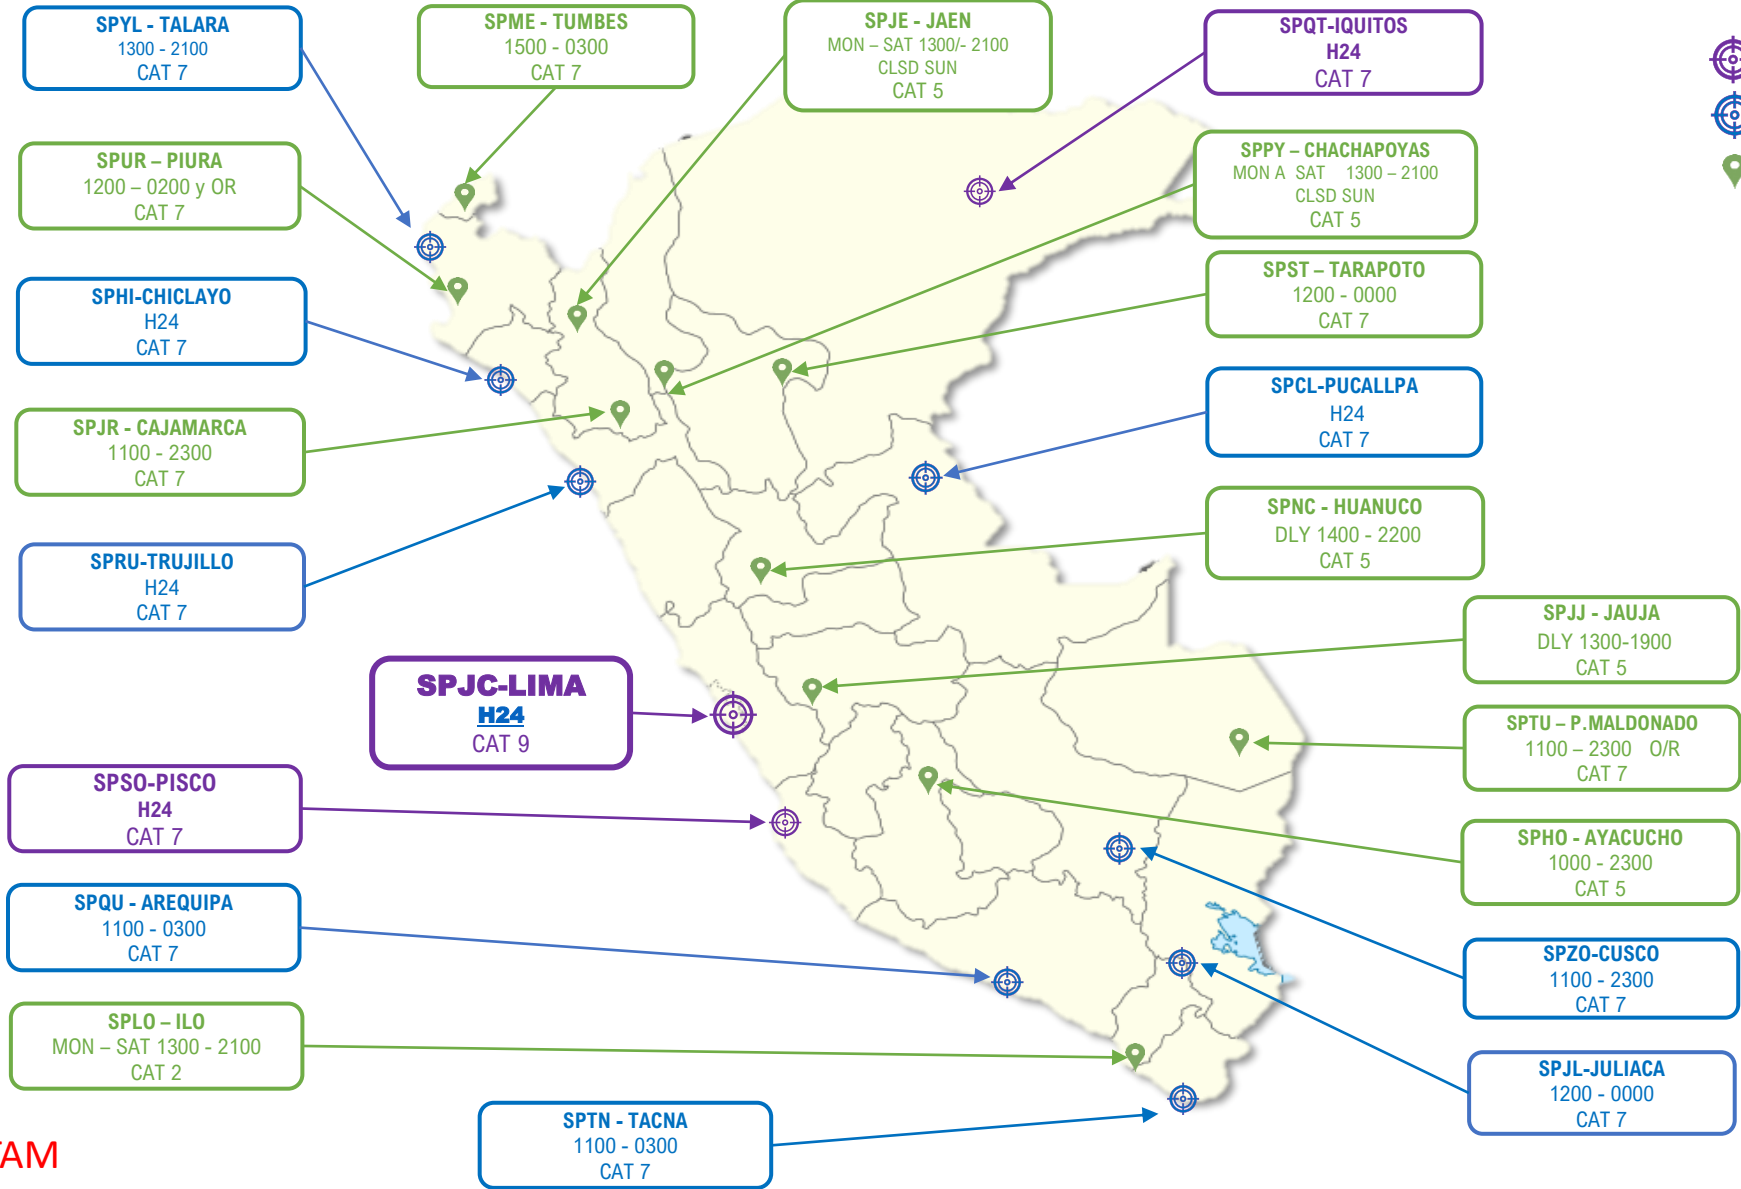 SPYL - TALARA
1300 - 2100
CAT 7
SPME - TUMBES
1500 - 0300
CAT 7
SPJE - JAEN
MON – SAT 1300/- 2100
CLSD SUN
CAT 5
SPQT-IQUITOS
H24
CAT 7
SPUR – PIURA
1200 – 0200 y OR
CAT 7
SPPY – CHACHAPOYAS
MON A SAT 1300 – 2100
CLSD SUN
CAT 5
SPHI-CHICLAYO
H24
CAT 7
SPST – TARAPOTO
1200 - 0000
CAT 7
SPJR - CAJAMARCA
1100 - 2300
CAT 7
SPCL-PUCALLPA
H24
CAT 7
SPRU-TRUJILLO
H24
CAT 7
SPNC - HUANUCO
DLY 1400 - 2200
CAT 5
SPJJ - JAUJA
DLY 1300-1900
CAT 5
SPJC-LIMA
H24
CAT 9
SPTU – P.MALDONADO
1100 – 2300 O/R
CAT 7
SPSO-PISCO
H24
CAT 7
SPHO - AYACUCHO
1000 - 2300
CAT 5
SPQU - AREQUIPA
1100 - 0300
CAT 7
SPZO-CUSCO
1100 - 2300
CAT 7
SPLO – ILO
MON – SAT 1300 - 2100
CAT 2
SPJL-JULIACA
1200 - 0000
CAT 7
SPTN - TACNA
1100 - 0300
CAT 7
TAM